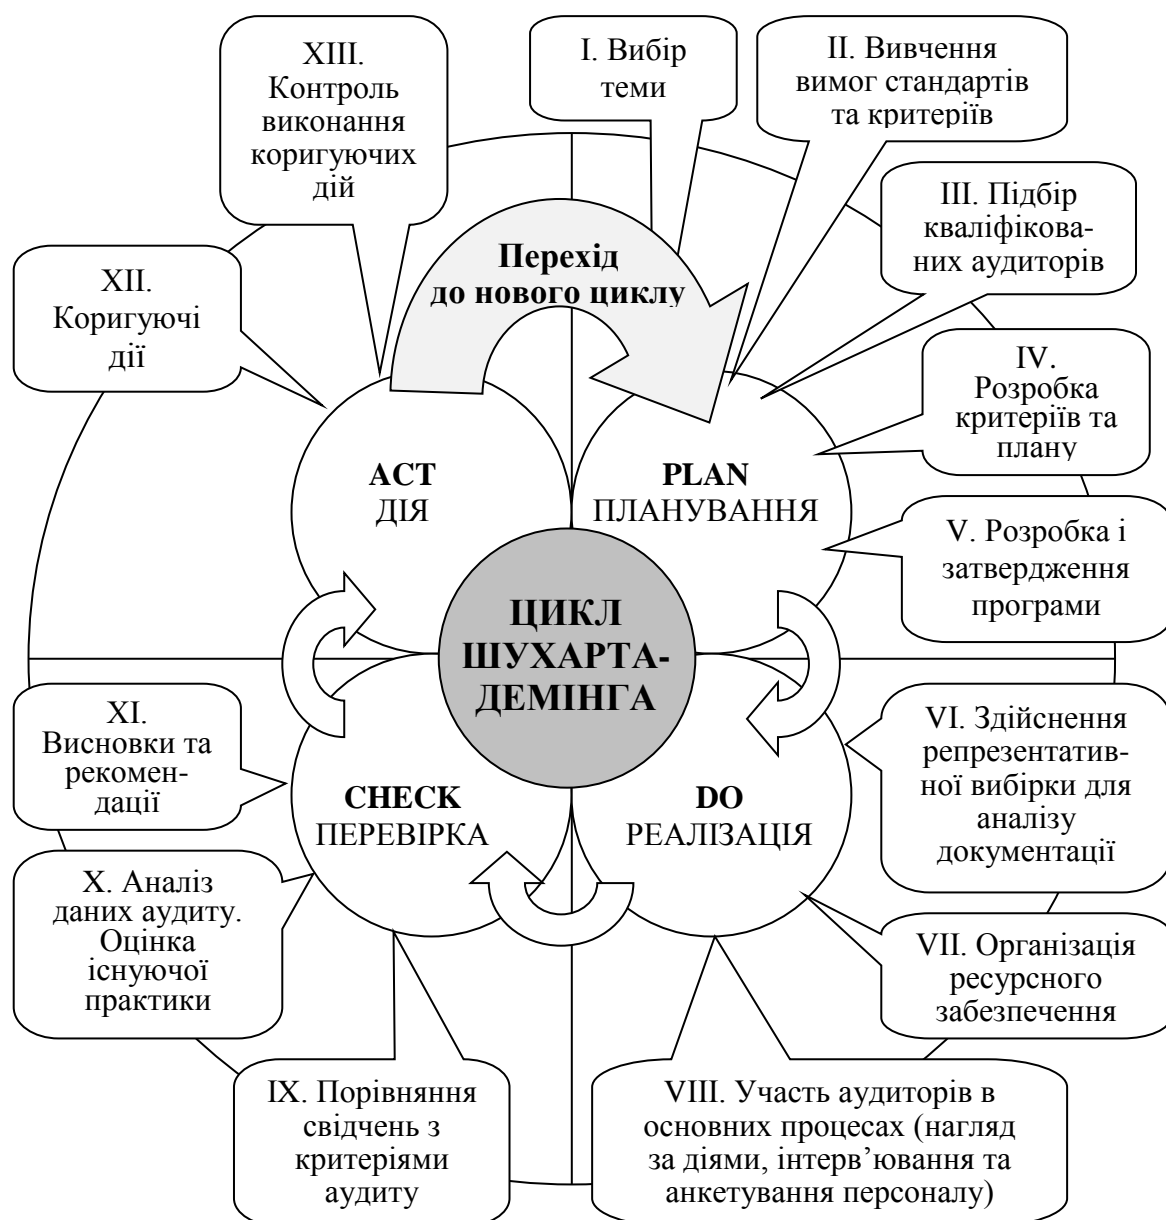 XIII.
Контроль
виконання
коригуючих
дій
I. Вибір
теми
II. Вивчення
вимог стандартів
та критеріїв
III. Підбір
кваліфікова-
них аудиторів
IV.
Розробка
критеріїв та
плану
V. Розробка і
затвердження
програми
VI. Здійснення
репрезентатив-
ної вибірки для
аналізу
документації
VII. Організація
ресурсного
забезпечення
VIII. Участь аудиторів в
основних процесах (нагляд
за діями, інтерв’ювання та
анкетування персоналу)
IX. Порівняння
свідчень з
критеріями
аудиту
X. Аналіз
даних аудиту.
Оцінка
існуючої
практики
XI.
Висновки та
рекомен-
дації
XII.
Коригуючі
дії
Перехід
до нового циклу
ACT
ДІЯ
PLAN
ПЛАНУВАННЯ
ЦИКЛ
ШУХАРТА-
ДЕМІНГА
CHECK
ПЕРЕВІРКА
DO
РЕАЛІЗАЦІЯ